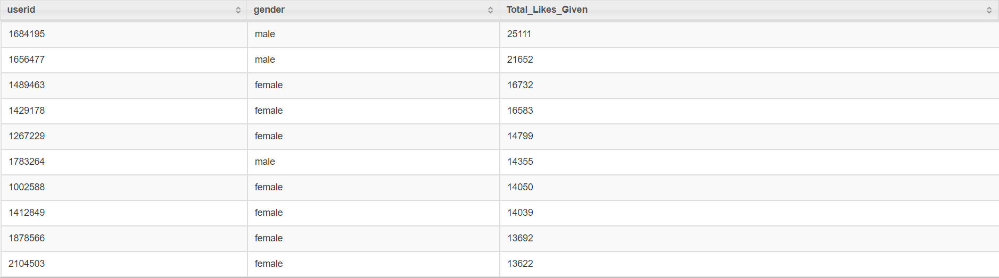 userid gender Total_Likes_Given
1684195 male 25111
1656477 male 21652
1489463 female 16732
1429178 female 16583
1267229 female 14799
1783264 male 14355
1002588 female 14050
1412849 female 14039
1878566 female 13692
2104503 female 13622